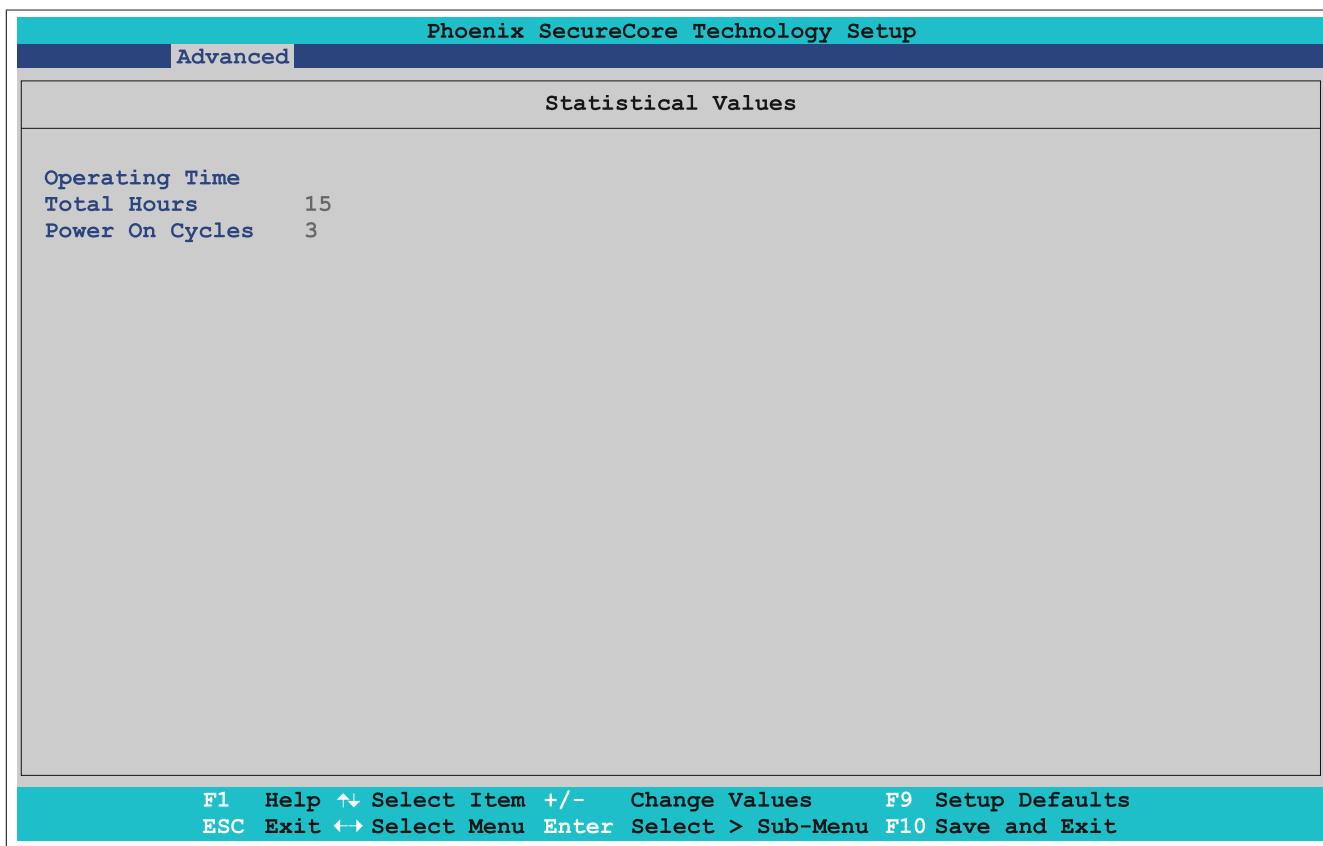 Phoenix SecureCore Technology Setup
Advanced
Statistical Values
Operating Time
Total Hours 15
Power On Cycles 3
F1 Help ↑↓ Select Item +/- Change Values F9 Setup Defaults
ESC Exit ←→ Select Menu Enter Select > Sub-Menu F10 Save and Exit